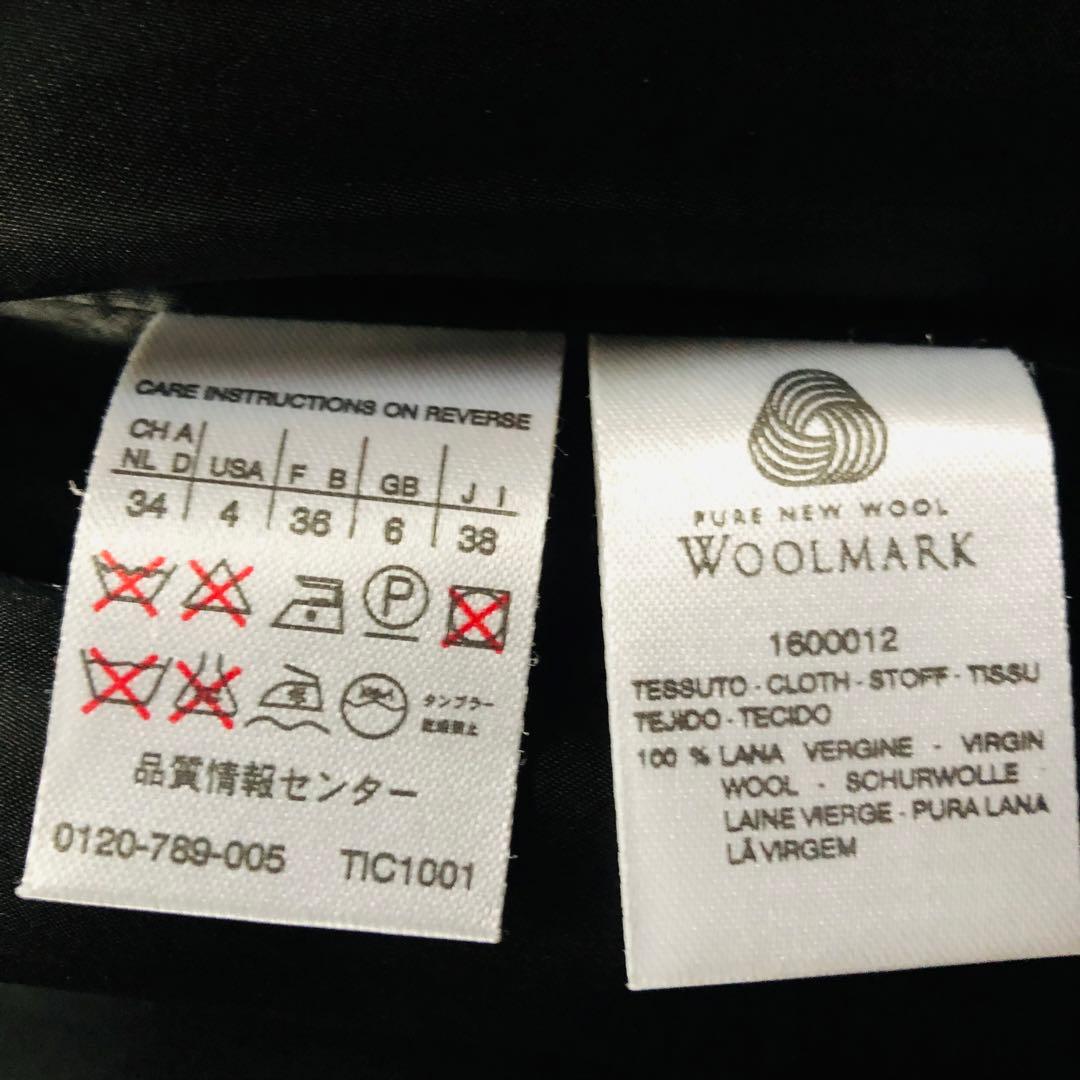 CARE INSTRUCTIONS ON REVERSE
CH A
NL D USA F B GB J I
34 4 36 6 38
P
タンブラー
乾燥禁止
品質情報センター
0120-789-005 TIC1001
PURE NEW WOOL
WOOLMARK
1600012
TESSUTO - CLOTH - STOFF - TISSU
TEJIDO - TECIDO
100 % LANA VERGINE - VIRGIN
WOOL - SCHURWOLLE
LAINE VIERGE - PURA LANA
LÃ VIRGEM